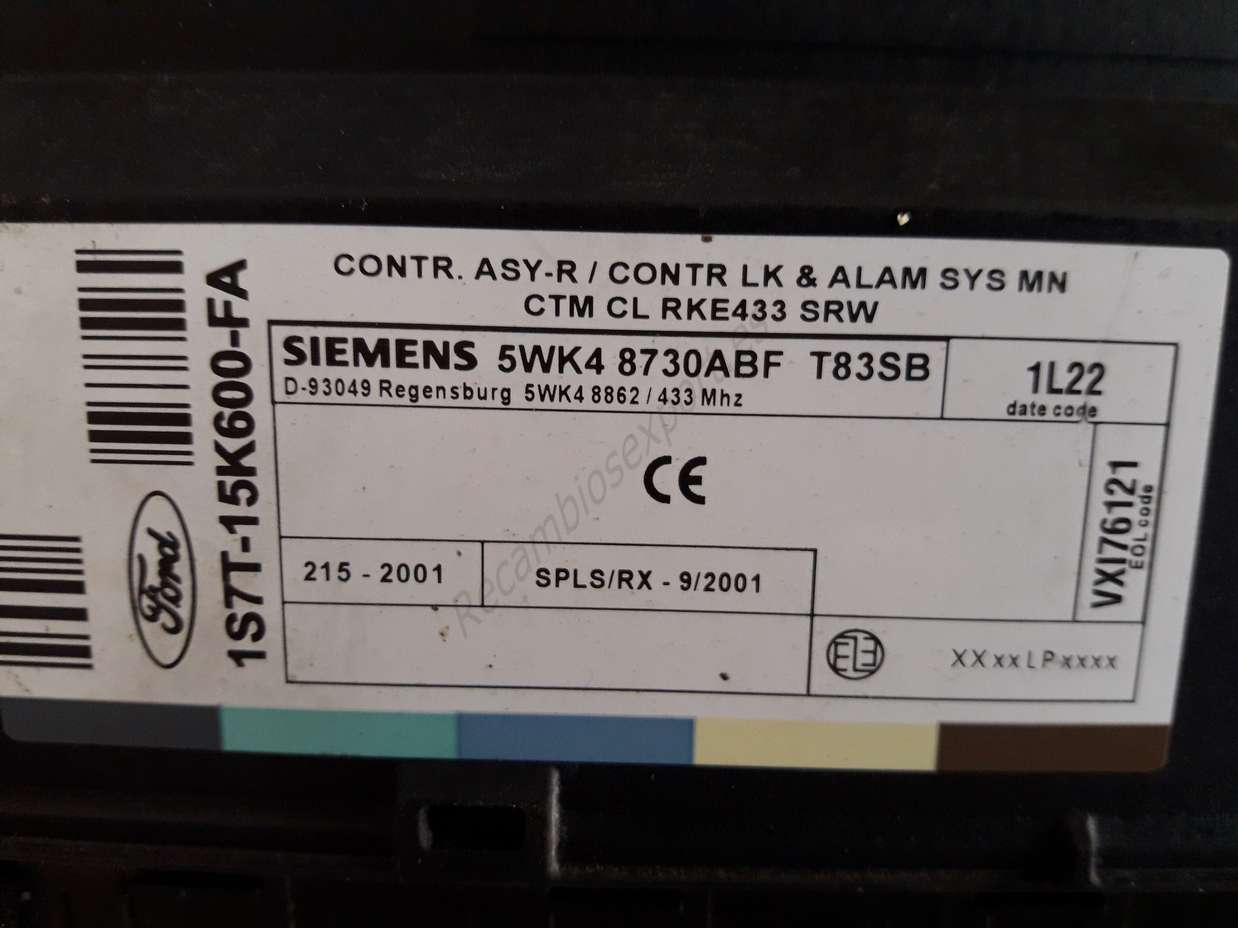 CONTR. ASY-R / CONTR LK & ALAM SYS MN
CTM CL RKE433 SRW
SIEMENS 5WK4 8730ABF T83SB
D-93049 Regensburg 5WK4 8862 / 433 Mhz
1L22
date code
CE
VXI76121
EOL code
215 - 2001
SPLS/RX - 9/2001
XXxxLPxxxx
Ford
1S7T-15K600-FA
Recambiosexpert.es